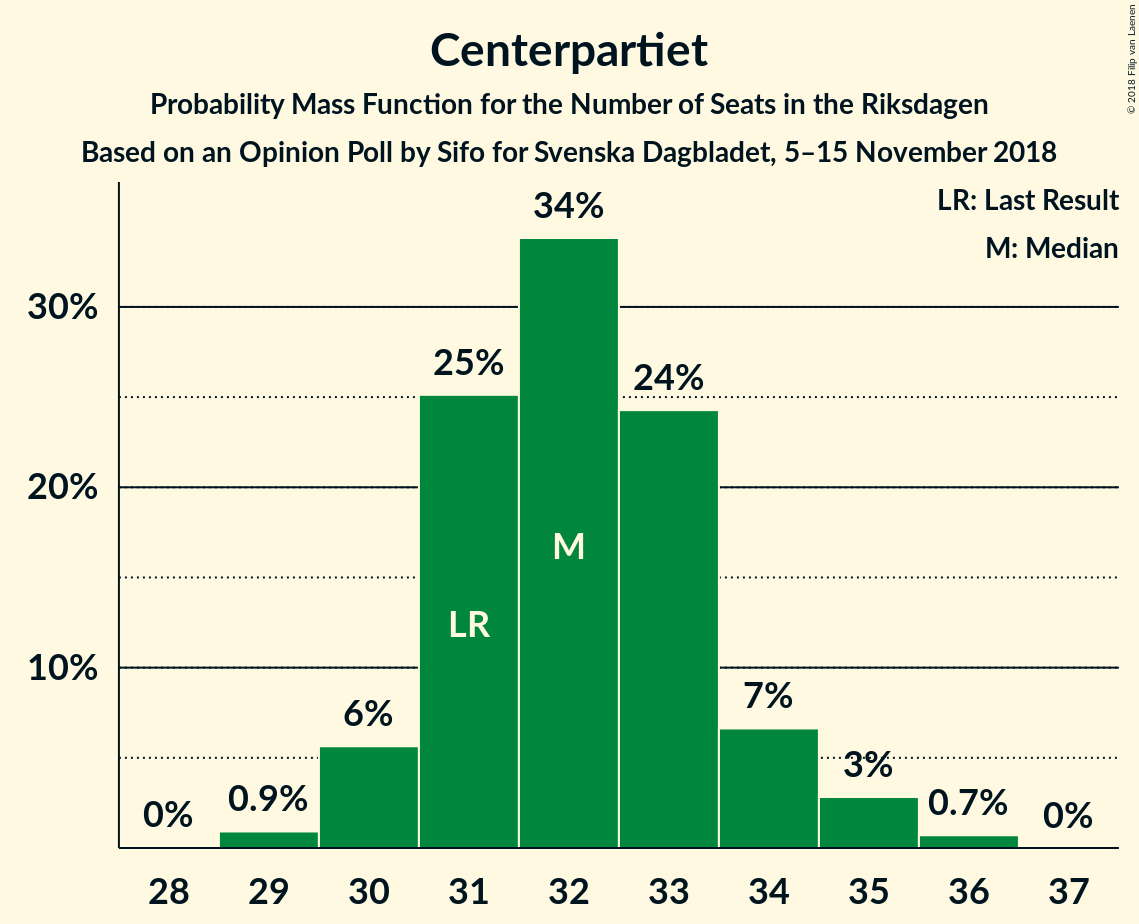 Centerpartiet
Probability Mass Function for the Number of Seats in the Riksdagen
Based on an Opinion Poll by Sifo for Svenska Dagbladet, 5–15 November 2018
© 2018 Filip van Laenen
LR: Last Result
M: Median
30%
20%
10%
0%
0.9%
6%
25%
34%
24%
7%
3%
0.7%
0%
LR
M
28 29 30 31 32 33 34 35 36 37